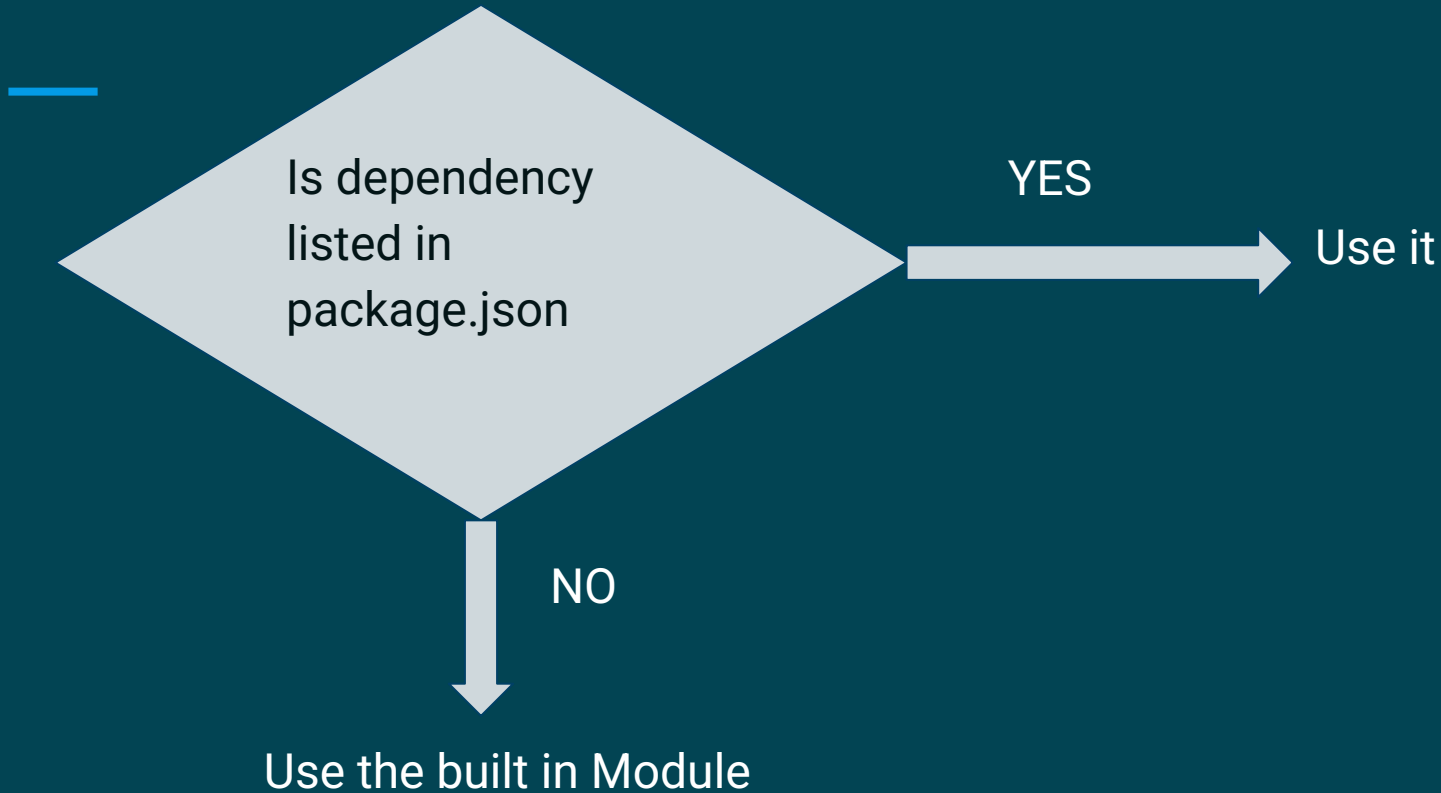 Is dependency
listed in
package.json
YES
Use it
NO
Use the built in Module